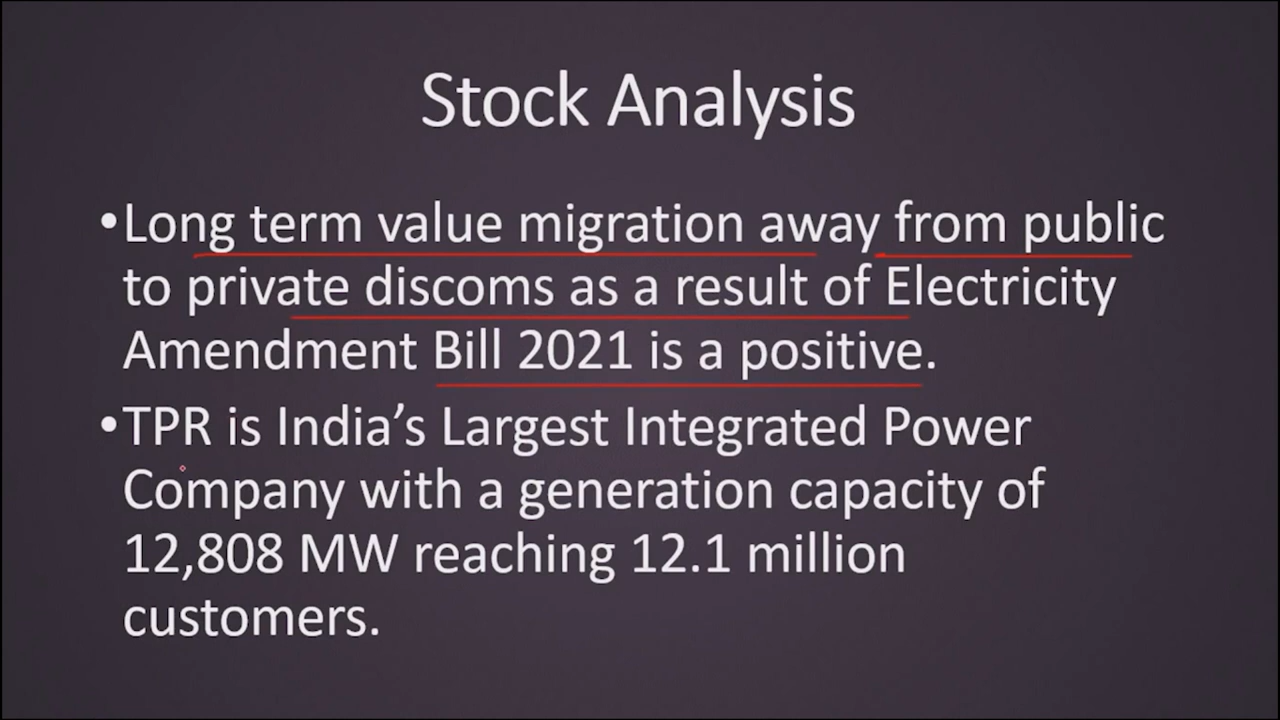 Stock Analysis
•Long term value migration away from public
to private discoms as a result of Electricity
Amendment Bill 2021 is a positive.
•TPR is India’s Largest Integrated Power
Company with a generation capacity of
12,808 MW reaching 12.1 million
customers.